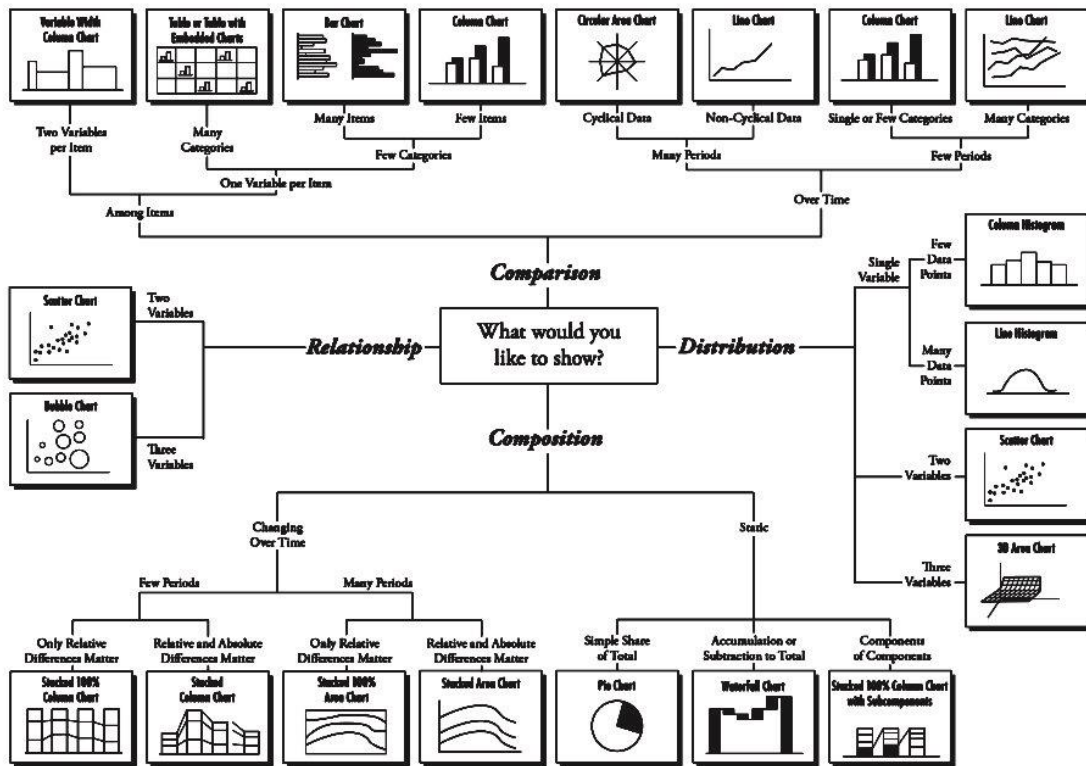 Variable Width
Column Chart
Table or Table with
Embedded Charts
Bar Chart
Column Chart
Circular Area Chart
Line Chart
Column Chart
Line Chart
Two Variables
per Item
Many
Categories
Many Items
Few Items
Cyclical Data
Non-Cyclical Data
Single or Few Categories
Many Categories
Few Categories
Many Periods
Few Periods
One Variable per Item
Among Items
Over Time
Comparison
What would you
like to show?
Relationship
Two
Variables
Scatter Chart
Bubble Chart
Three
Variables
Distribution
Single
Variable
Few
Data
Points
Column Histogram
Many
Data
Points
Line Histogram
Two
Variables
Scatter Chart
Three
Variables
3D Area Chart
Composition
Changing
Over Time
Static
Few Periods
Many Periods
Only Relative
Differences Matter
Relative and Absolute
Differences Matter
Only Relative
Differences Matter
Relative and Absolute
Differences Matter
Simple Share
of Total
Accumulation or
Subtraction to Total
Components
of Components
Stacked 100%
Column Chart
Stacked
Column Chart
Stacked 100%
Area Chart
Stacked Area Chart
Pie Chart
Waterfall Chart
Stacked 100% Column Chart
with Subcomponents